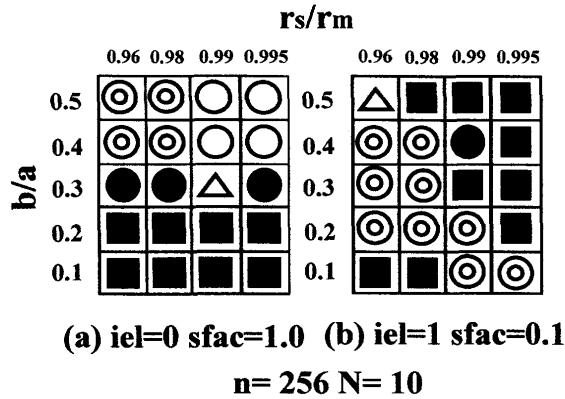 rs/rm
0.96 0.98 0.99 0.995 0.96 0.98 0.99 0.995
b/a
0.5 0.5
0.4 0.4
0.3 0.3
0.2 0.2
0.1 0.1
(a) iel=0 sfac=1.0 (b) iel=1 sfac=0.1
n= 256 N= 10